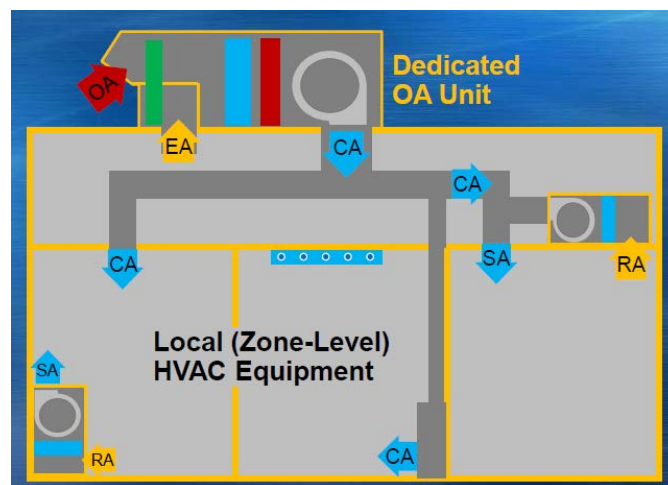 Dedicated
OA Unit
OA
EA
CA
CA
CA
SA
RA
Local (Zone-Level)
HVAC Equipment
SA
RA
CA